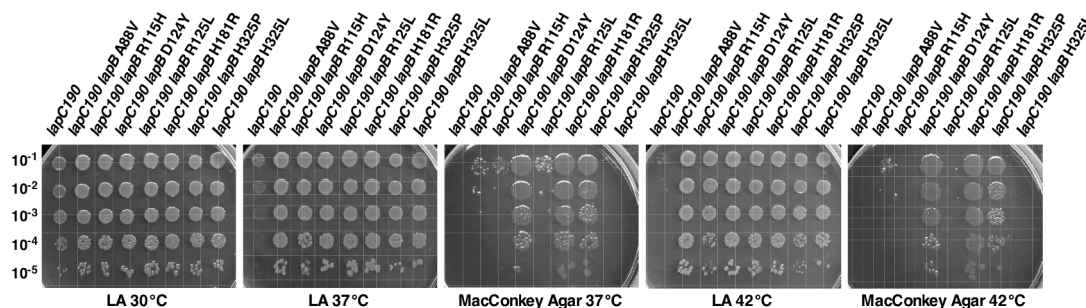 lapC190
lapC190 lapB A88V
lapC190 lapB R115H
lapC190 lapB D124Y
lapC190 lapB R125L
lapC190 lapB H181R
lapC190 lapB H325P
lapC190 lapB H325L
lapC190
lapC190 lapB A88V
lapC190 lapB R115H
lapC190 lapB D124Y
lapC190 lapB R125L
lapC190 lapB H181R
lapC190 lapB H325P
lapC190 lapB H325L
lapC190
lapC190 lapB A88V
lapC190 lapB R115H
lapC190 lapB D124Y
lapC190 lapB R125L
lapC190 lapB H181R
lapC190 lapB H325P
lapC190 lapB H325L
lapC190
lapC190 lapB A88V
lapC190 lapB R115H
lapC190 lapB D124Y
lapC190 lapB R125L
lapC190 lapB H181R
lapC190 lapB H325P
lapC190 lapB H325L
lapC190
lapC190 lapB A88V
lapC190 lapB R115H
lapC190 lapB D124Y
lapC190 lapB R125L
lapC190 lapB H181R
lapC190 lapB H325P
lapC190 lapB H325L
10⁻¹
10⁻²
10⁻³
10⁻⁴
10⁻⁵
LA 30°C
LA 37°C
MacConkey Agar 37°C
LA 42°C
MacConkey Agar 42°C